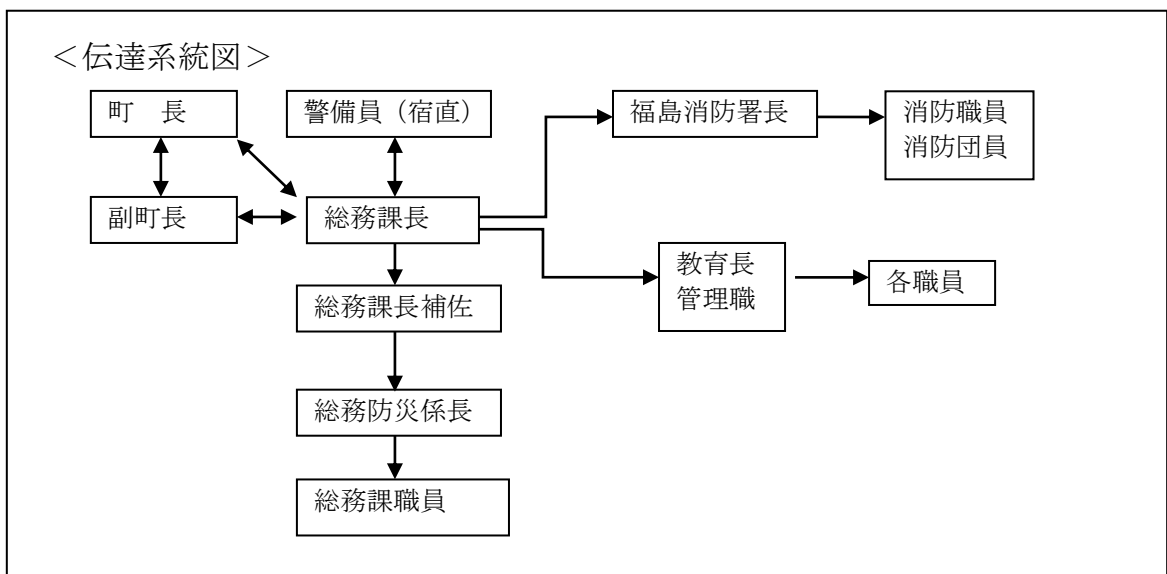 ＜伝達系統図＞
町　長
警備員（宿直）
福島消防署長
消防職員
消防団員
副町長
総務課長
教育長
管理職
各職員
総務課長補佐
総務防災係長
総務課職員